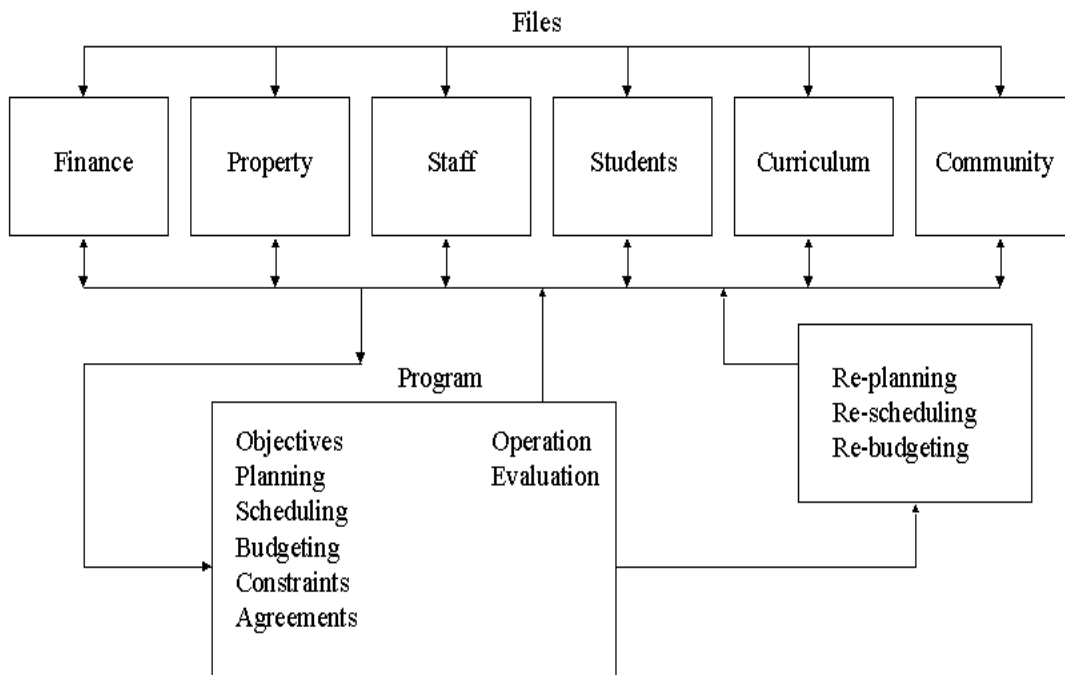 Files
Finance
Property
Staff
Students
Curriculum
Community
Program
Objectives
Planning
Scheduling
Budgeting
Constraints
Agreements
Operation
Evaluation
Re-planning
Re-scheduling
Re-budgeting